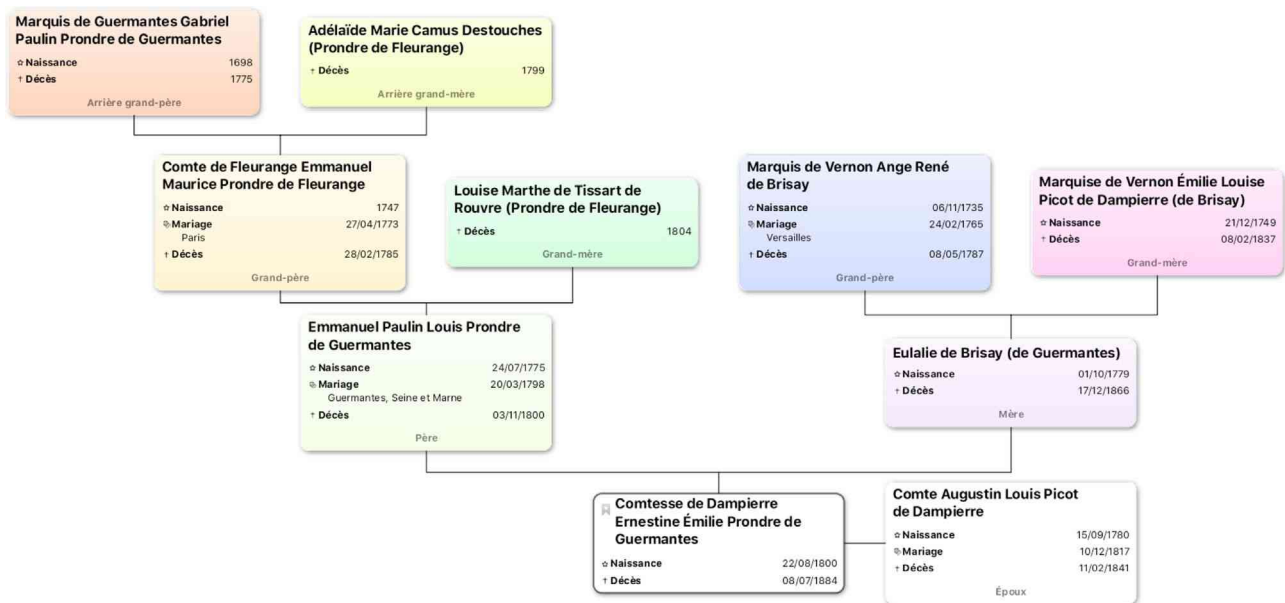 Marquis de Guermantes Gabriel
Paulin Prondre de Guermantes
Naissance 1698
† Décès 1775
Arrière grand-père
Adélaïde Marie Camus Destouches
(Prondre de Fleurange)
† Décès 1799
Arrière grand-mère
Comte de Fleurange Emmanuel
Maurice Prondre de Fleurange
Naissance 1747
Mariage 27/04/1773
Paris
† Décès 28/02/1785
Grand-père
Louise Marthe de Tissart de
Rouvre (Prondre de Fleurange)
† Décès 1804
Grand-mère
Marquis de Vernon Ange René
de Brisay
Naissance 06/11/1735
Mariage 24/02/1765
Versailles
† Décès 08/05/1787
Grand-père
Marquise de Vernon Émilie Louise
Picot de Dampierre (de Brisay)
Naissance 21/12/1749
† Décès 08/02/1837
Grand-mère
Emmanuel Paulin Louis Prondre
de Guermantes
Naissance 24/07/1775
Mariage 20/03/1798
Guermantes, Seine et Marne
† Décès 03/11/1800
Père
Eulalie de Brisay (de Guermantes)
Naissance 01/10/1779
† Décès 17/12/1866
Mère
Comtesse de Dampierre
Ernestine Émilie Prondre de
Guermantes
Naissance 22/08/1800
† Décès 08/07/1884
Comte Augustin Louis Picot
de Dampierre
Naissance 15/09/1780
Mariage 10/12/1817
† Décès 11/02/1841
Époux